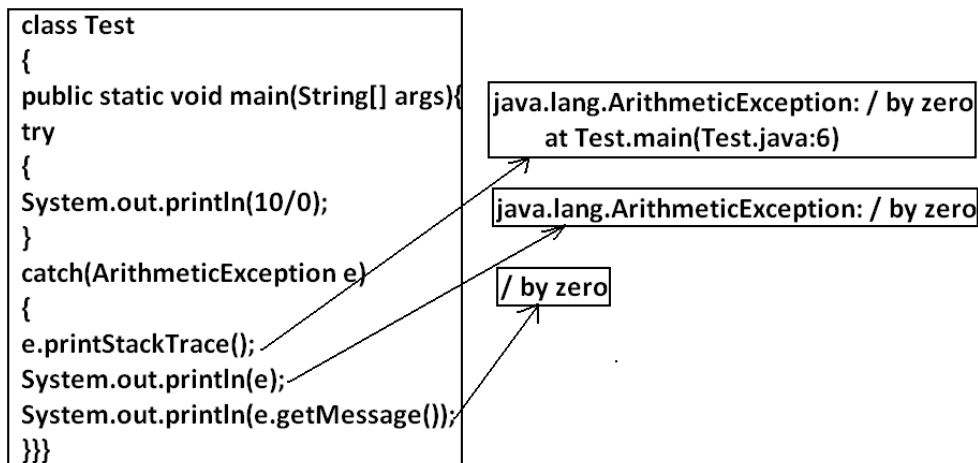 class Test
{
public static void main(String[] args){
try
{
System.out.println(10/0);
}
catch(ArithmeticException e)
{
e.printStackTrace();
System.out.println(e);
System.out.println(e.getMessage());
}}}
java.lang.ArithmeticException: / by zero
at Test.main(Test.java:6)
java.lang.ArithmeticException: / by zero
/ by zero